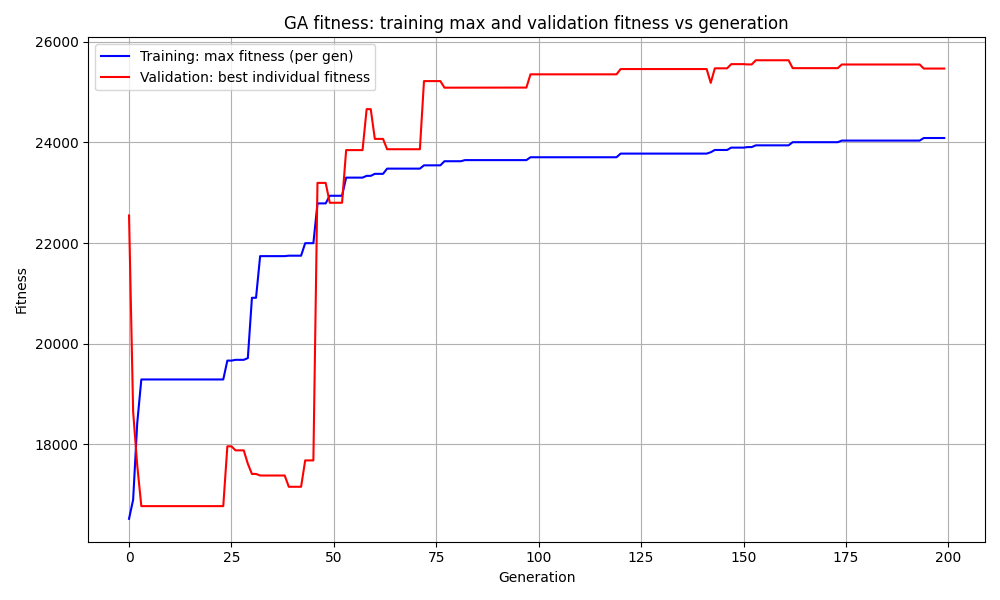 GA fitness: training max and validation fitness vs generation
26000
Training: max fitness (per gen)
Validation: best individual fitness
24000
22000
20000
18000
Fitness
0 25 50 75 100 125 150 175 200
Generation